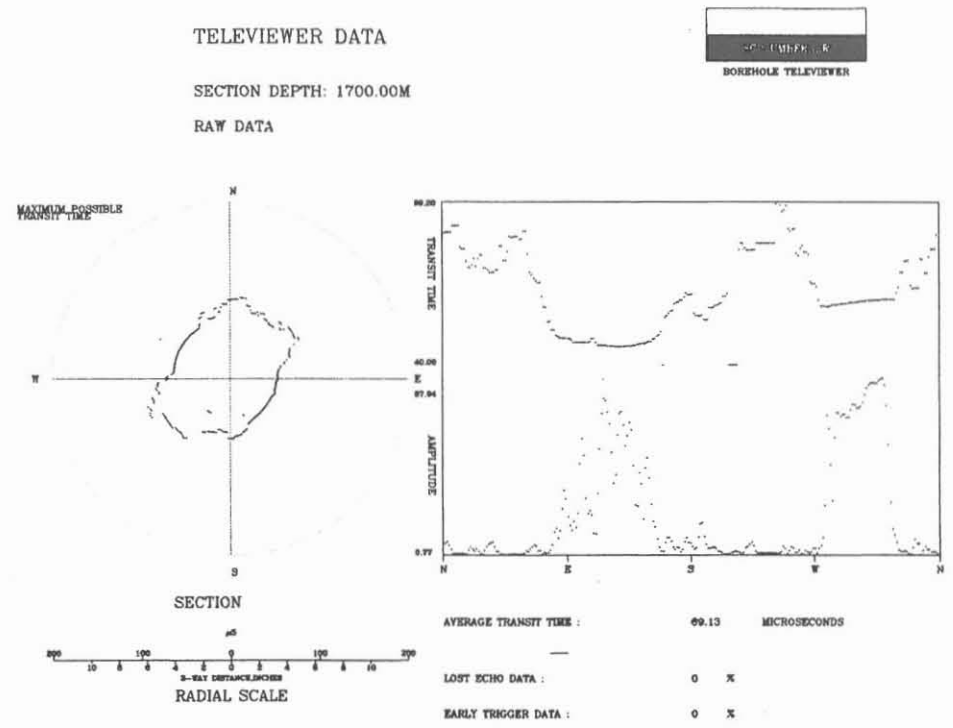 TELEVIEWER DATA
BOREHOLE TELEVIEWER
SECTION DEPTH: 1700.00M
RAW DATA
N
MAXIMUM POSSIBLE
TRANSIT TIME
W
E
S
TRANSIT TIME
40.00
AMPLITUDE
0.77
N E S W N
SECTION
μS
200 100 0 100 200
10 8 6 4 2 0 2 4 6 8 10
2-WAY DISTANCE,INCHES
RADIAL SCALE
AVERAGE TRANSIT TIME : 69.13 MICROSECONDS
LOST ECHO DATA : 0 %
EARLY TRIGGER DATA : 0 %